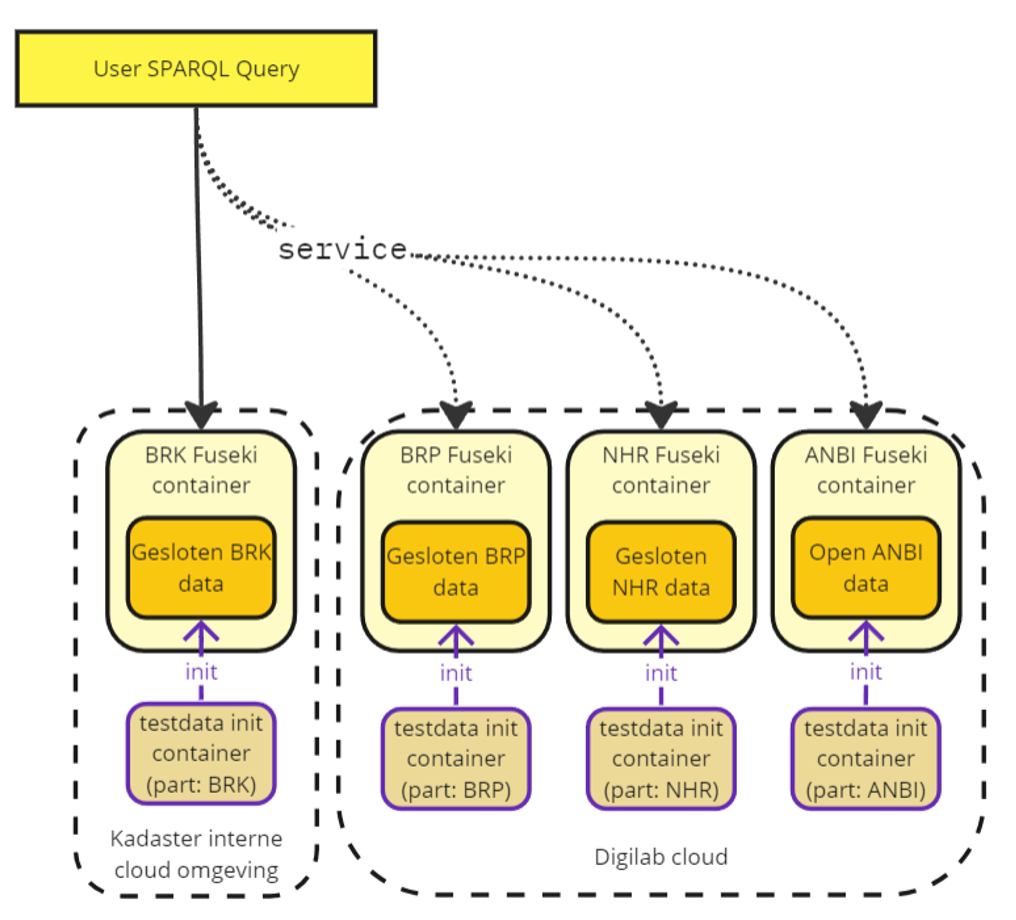 User SPARQL Query
service
BRK Fuseki
container
Gesloten BRK
data
init
testdata init
container
(part: BRK)
Kadaster interne
cloud omgeving
BRP Fuseki
container
Gesloten BRP
data
init
testdata init
container
(part: BRP)
NHR Fuseki
container
Gesloten
NHR data
init
testdata init
container
(part: NHR)
ANBI Fuseki
container
Open ANBI
data
init
testdata init
container
(part: ANBI)
Digilab cloud